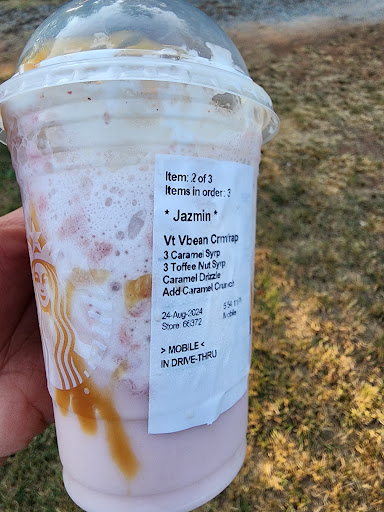 Item: 2 of 3
Items in order: 3
* Jazmin *
Vt Vbean Crm frap
3 Caramel Syrp
3 Toffee Nut Syrp
Caramel Drizzle
Add Caramel Crunch
24-Aug-2024
Store: 66372
Mobile
> MOBILE <
IN DRIVE-THRU